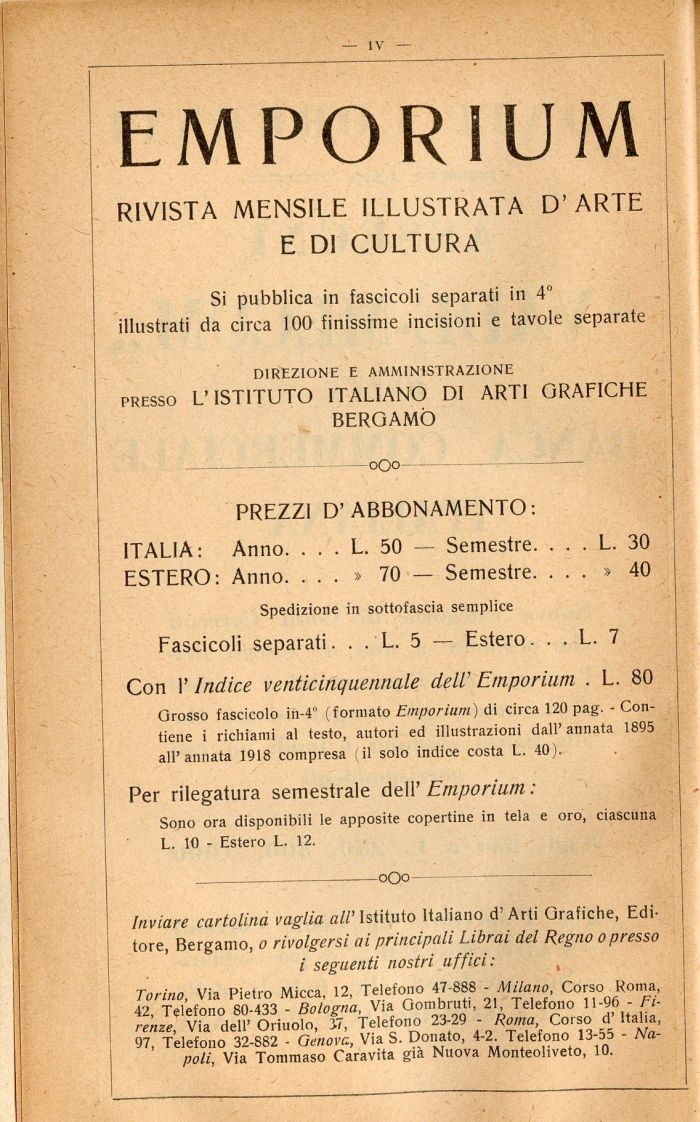 — IV —
EMPORIUM
RIVISTA MENSILE ILLUSTRATA D' ARTE
E DI CULTURA
Si pubblica in fascicoli separati in 4º
illustrati da circa 100 finissime incisioni e tavole separate
DIREZIONE E AMMINISTRAZIONE
PRESSO L'ISTITUTO ITALIANO DI ARTI GRAFICHE
BERGAMO
PREZZI D' ABBONAMENTO:
ITALIA: Anno. . . . L. 50 — Semestre. . . . L. 30
ESTERO: Anno. . . . » 70 — Semestre. . . . » 40
Spedizione in sottofascia semplice
Fascicoli separati. . . L. 5 — Estero. . . L. 7
Con l' Indice venticinquennale dell' Emporium . L. 80
Grosso fascicolo in-4º (formato Emporium) di circa 120 pag. - Con-
tiene i richiami al testo, autori ed illustrazioni dall' annata 1895
all' annata 1918 compresa (il solo indice costa L. 40).
Per rilegatura semestrale dell' Emporium:
Sono ora disponibili le apposite copertine in tela e oro, ciascuna
L. 10 - Estero L. 12.
Inviare cartolina vaglia all' Istituto Italiano d' Arti Grafiche, Edi-
tore, Bergamo, o rivolgersi ai principali Librai del Regno o presso
i seguenti nostri uffici:
Torino, Via Pietro Micca, 12, Telefono 47-888 - Milano, Corso Roma,
42, Telefono 80-433 - Bologna, Via Gombruti, 21, Telefono 11-96 - Fi-
renze, Via dell' Oriuolo, 37, Telefono 23-29 - Roma, Corso d' Italia,
97, Telefono 32-882 - Genova, Via S. Donato, 4-2. Telefono 13-55 - Na-
poli, Via Tommaso Caravita già Nuova Monteoliveto, 10.